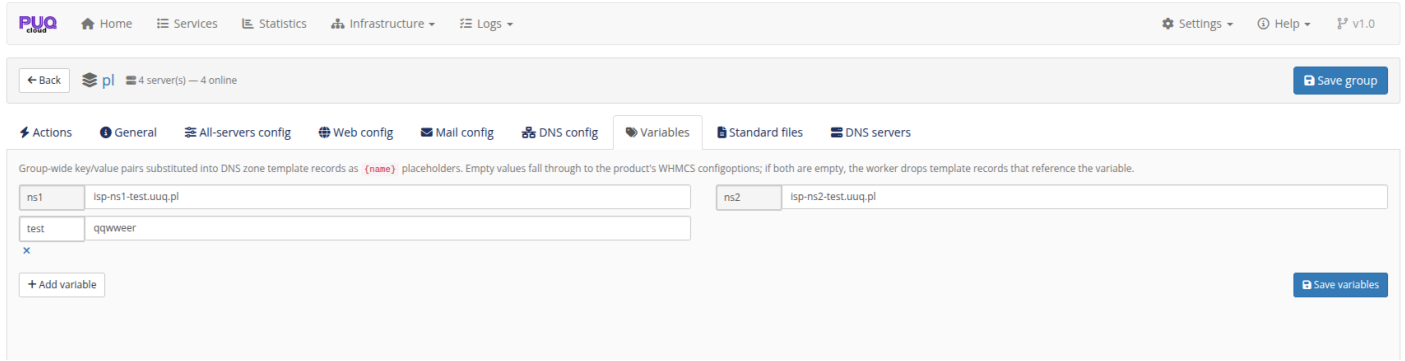 PUQ cloud Home Services Statistics Infrastructure Logs Settings Help v1.0
Back pl 4 server(s) — 4 online Save group
Actions General All-servers config Web config Mail config DNS config Variables Standard files DNS servers
Group-wide key/value pairs substituted into DNS zone template records as {name} placeholders. Empty values fall through to the product's WHMCS configoptions; if both are empty, the worker drops template records that reference the variable.
ns1 isp-ns1-test.uuq.pl ns2 isp-ns2-test.uuq.pl
test qqwweer
×
+ Add variable Save variables